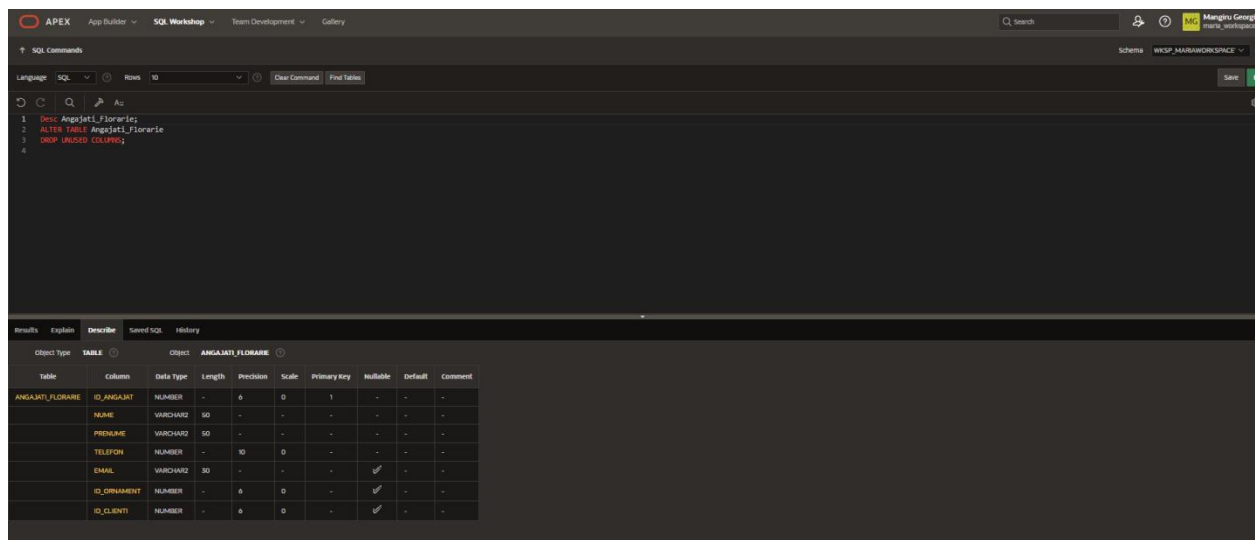 APEX App Builder SQL Workshop Team Development Gallery Search MG Mangiru Georgi
maria_workspace
SQL Commands Schema WKSP_MARIAWORKSPACE
Language SQL Rows 10 Clear Command Find Tables Save
1 Desc Angajati_Florarie;
2 ALTER TABLE Angajati_Florarie
3 DROP UNUSED COLUMNS;
4
Results Explain Describe Saved SQL History
Object Type TABLE Object ANGAJATI_FLORARIE
Table Column Data Type Length Precision Scale Primary Key Nullable Default Comment
ANGAJATI_FLORARIE ID_ANGAJAT NUMBER - 6 0 1 - - -
NUME VARCHAR2 50 - - - - - -
PRENUME VARCHAR2 50 - - - - - -
TELEFON NUMBER - 10 0 - - - -
EMAIL VARCHAR2 30 - - - ✓ - -
ID_ORNAMENT NUMBER - 6 0 - ✓ - -
ID_CLIENTI NUMBER - 6 0 - ✓ - -